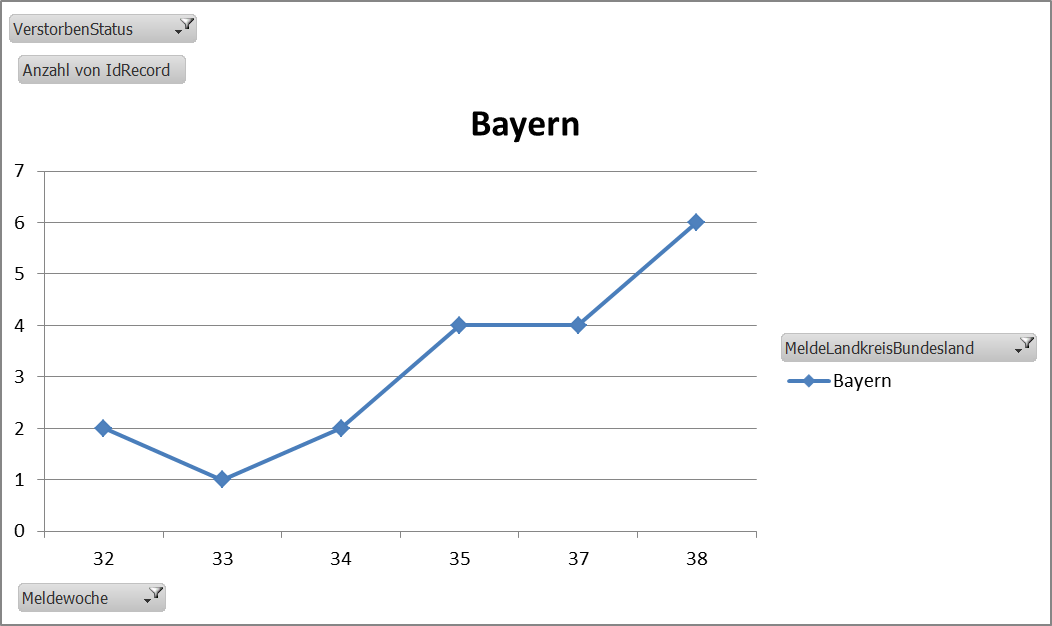 VerstorbenStatus
Anzahl von IdRecord
Bayern
7
6
5
4
3
2
1
0
32 33 34 35 37 38
MeldeLandkreisBundesland
Bayern
Meldewoche